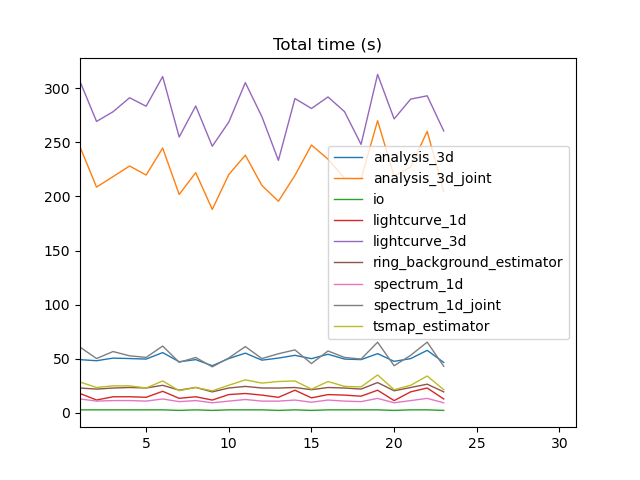 Total time (s)
300
250
200
150
100
50
0
analysis_3d
analysis_3d_joint
io
lightcurve_1d
lightcurve_3d
ring_background_estimator
spectrum_1d
spectrum_1d_joint
tsmap_estimator
5 10 15 20 25 30